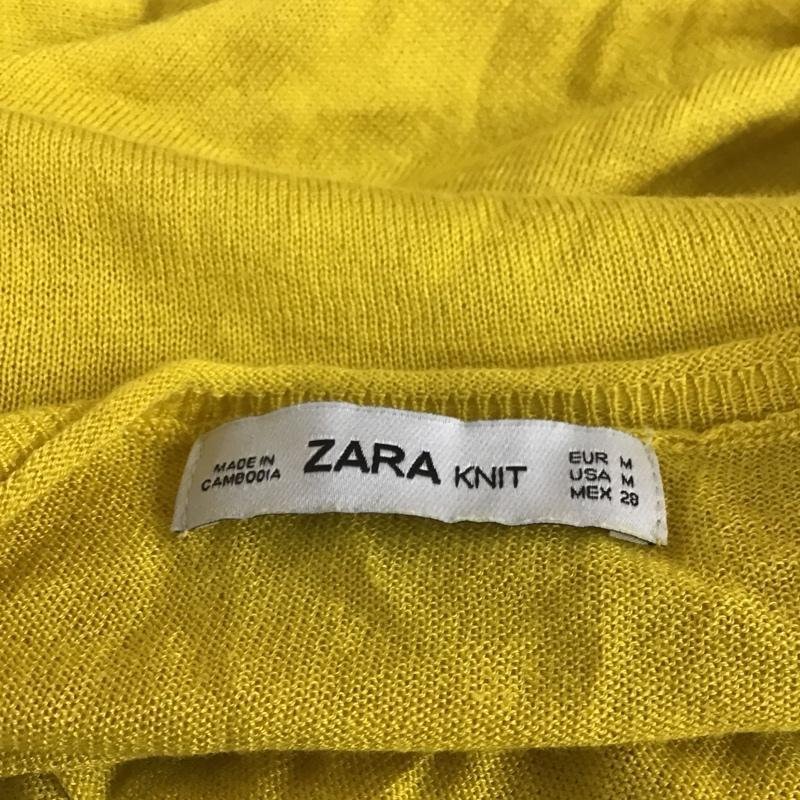 MADE IN
CAMBODIA
ZARA KNIT
EUR M
USA M
MEX 28